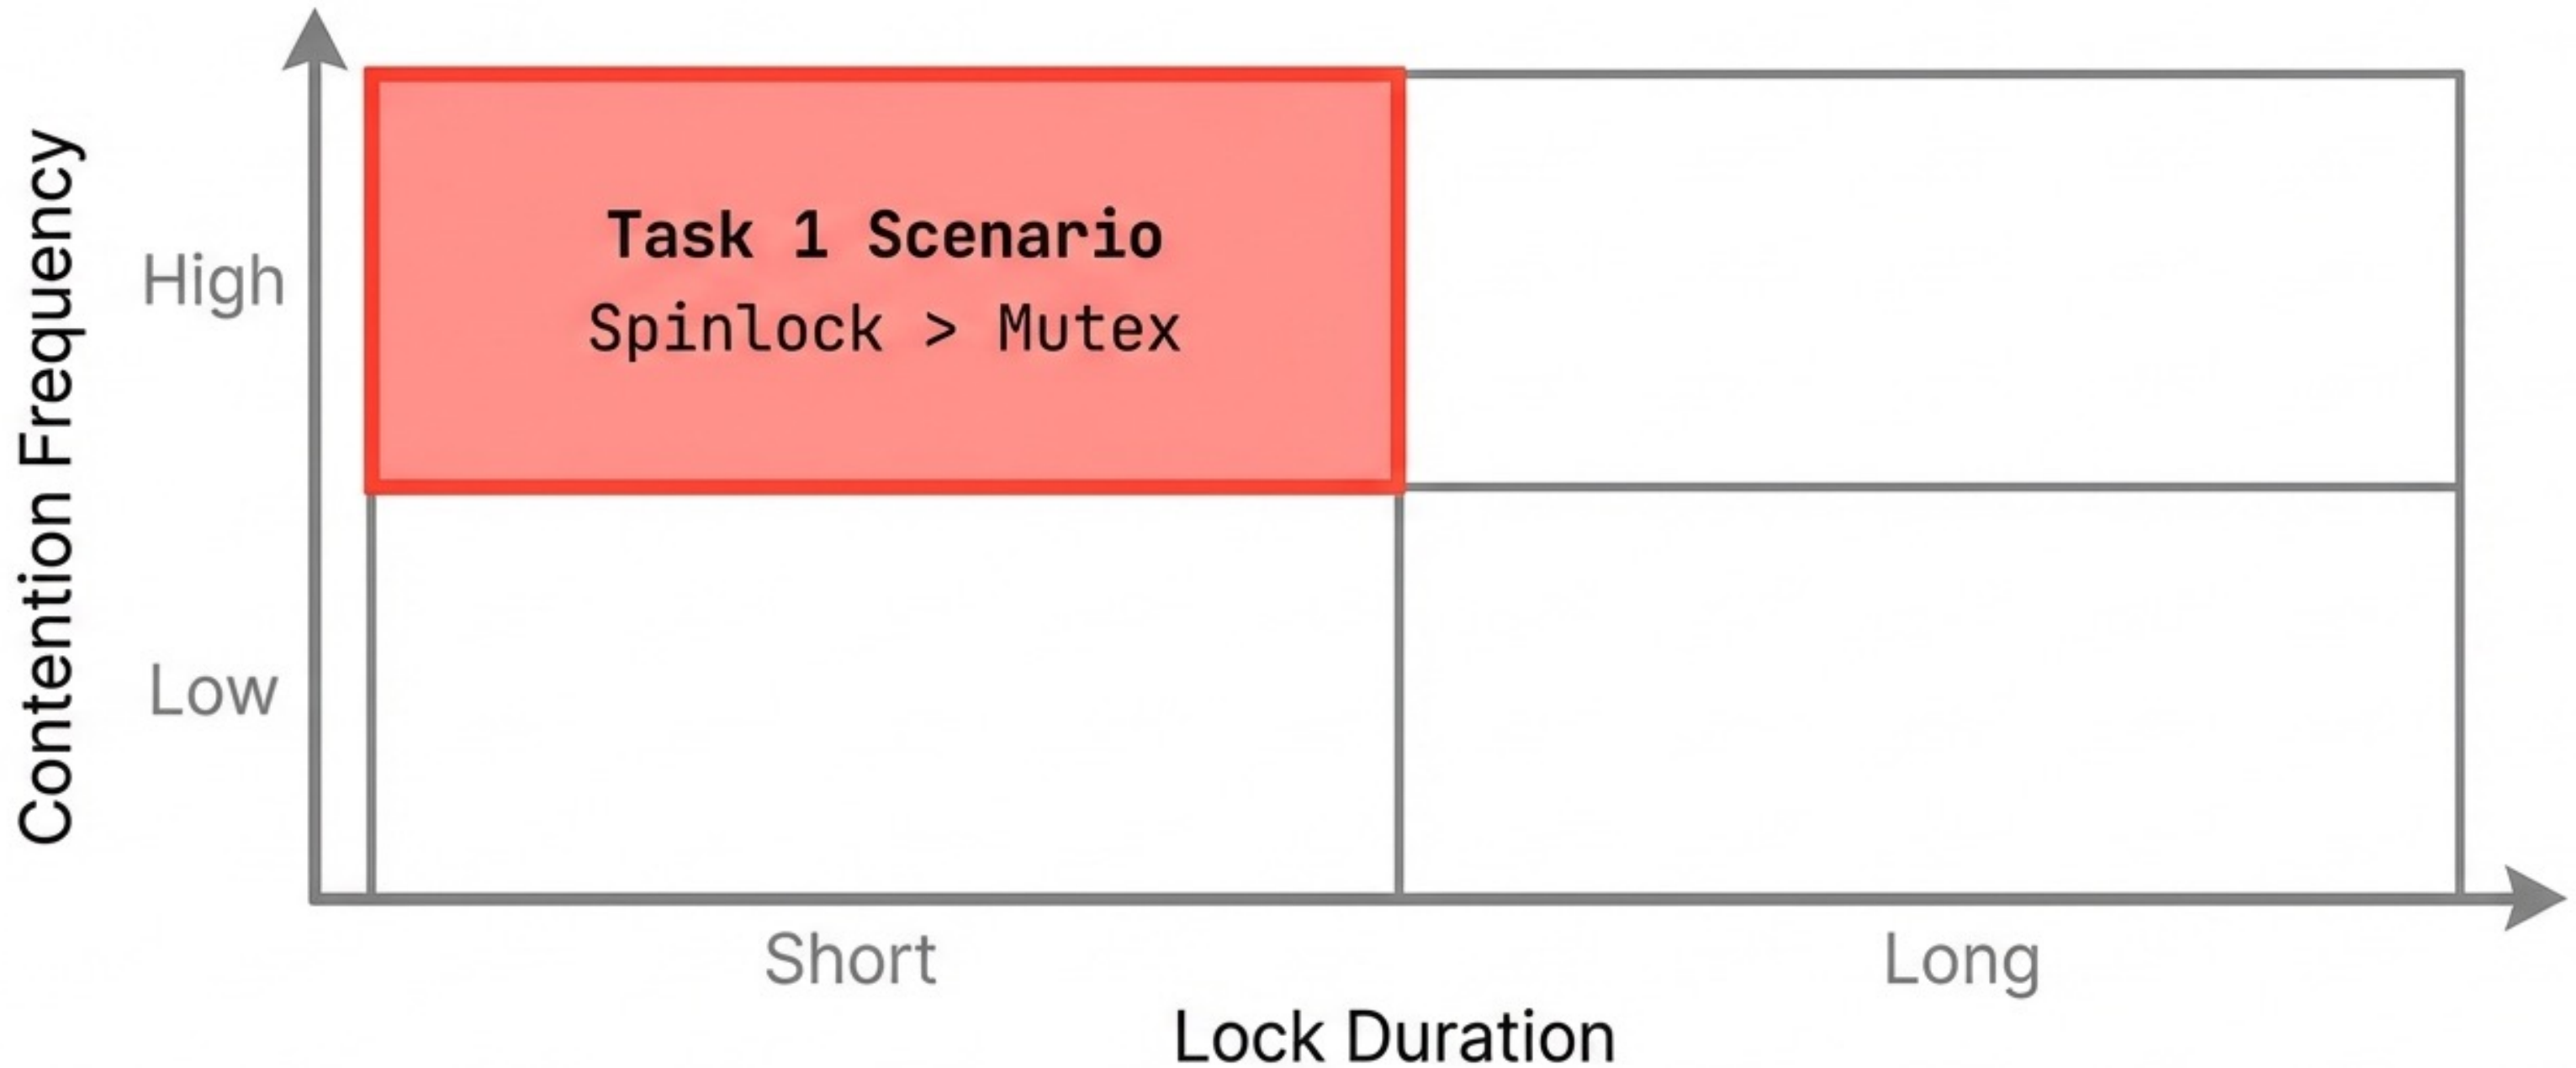 Contention Frequency
High
Low
Task 1 Scenario
Spinlock > Mutex
Short
Long
Lock Duration